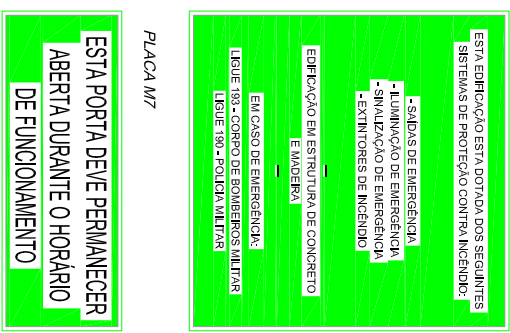 ESTA EDIFICAÇÃO ESTA DOTADA DOS SEGUINTES
SISTEMAS DE PROTEÇÃO CONTRA INCÊNDIO:
- SAÍDAS DE EMERGÊNCIA
- ILUMINAÇÃO DE EMERGÊNCIA
- SINALIZAÇÃO DE EMERGÊNCIA
- EXTINTORES DE INCÊNDIO
EDIFICAÇÃO EM ESTRUTURA DE CONCRETO
E MADEIRA
EM CASO DE EMERGÊNCIA:
LIGUE 193 - CORPO DE BOMBEIROS MILITAR
LIGUE 190 - POLICIA MILITAR
PLACA M7
ESTA PORTA DEVE PERMANECER
ABERTA DURANTE O HORÁRIO
DE FUNCIONAMENTO